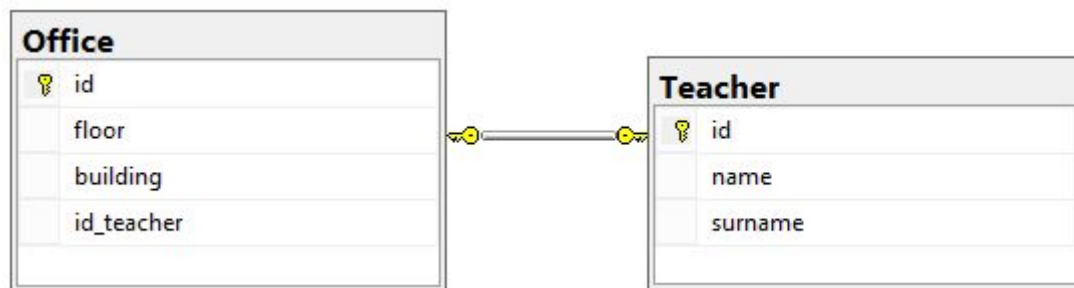 Office
id
floor
building
id_teacher
Teacher
id
name
surname